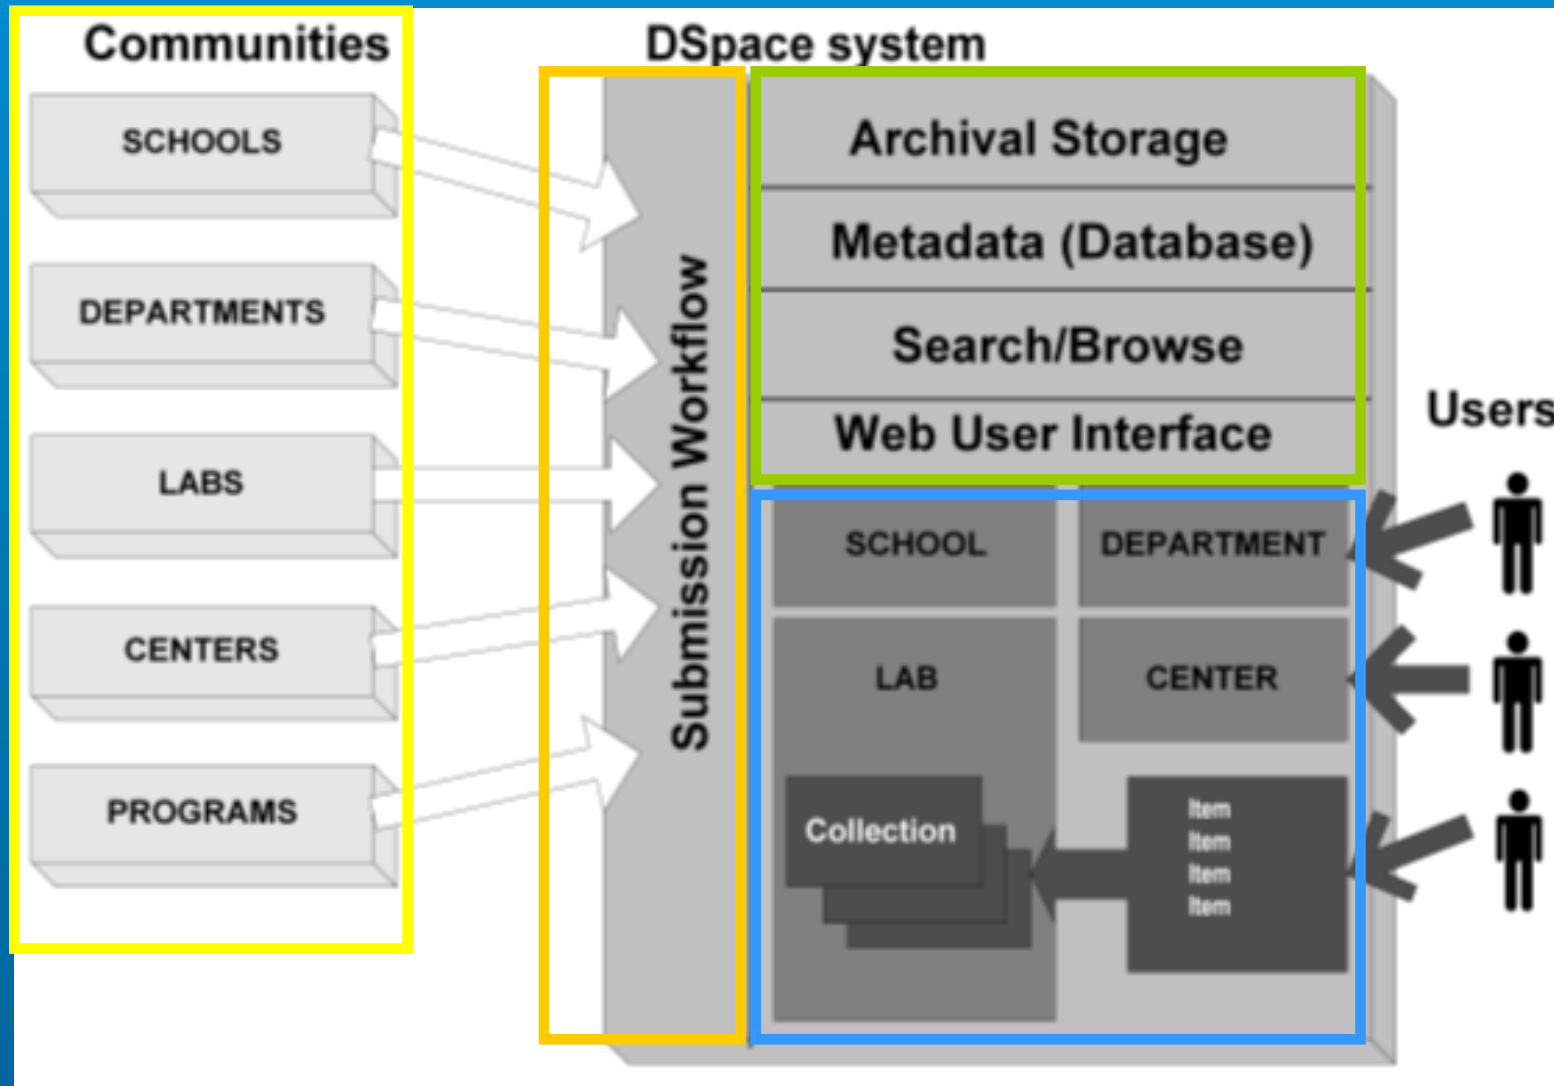 Communities
SCHOOLS
DEPARTMENTS
LABS
CENTERS
PROGRAMS
DSpace system
Submission Workflow
Archival Storage
Metadata (Database)
Search/Browse
Web User Interface
SCHOOL
DEPARTMENT
LAB
CENTER
Collection
Item
Item
Item
Item
Users